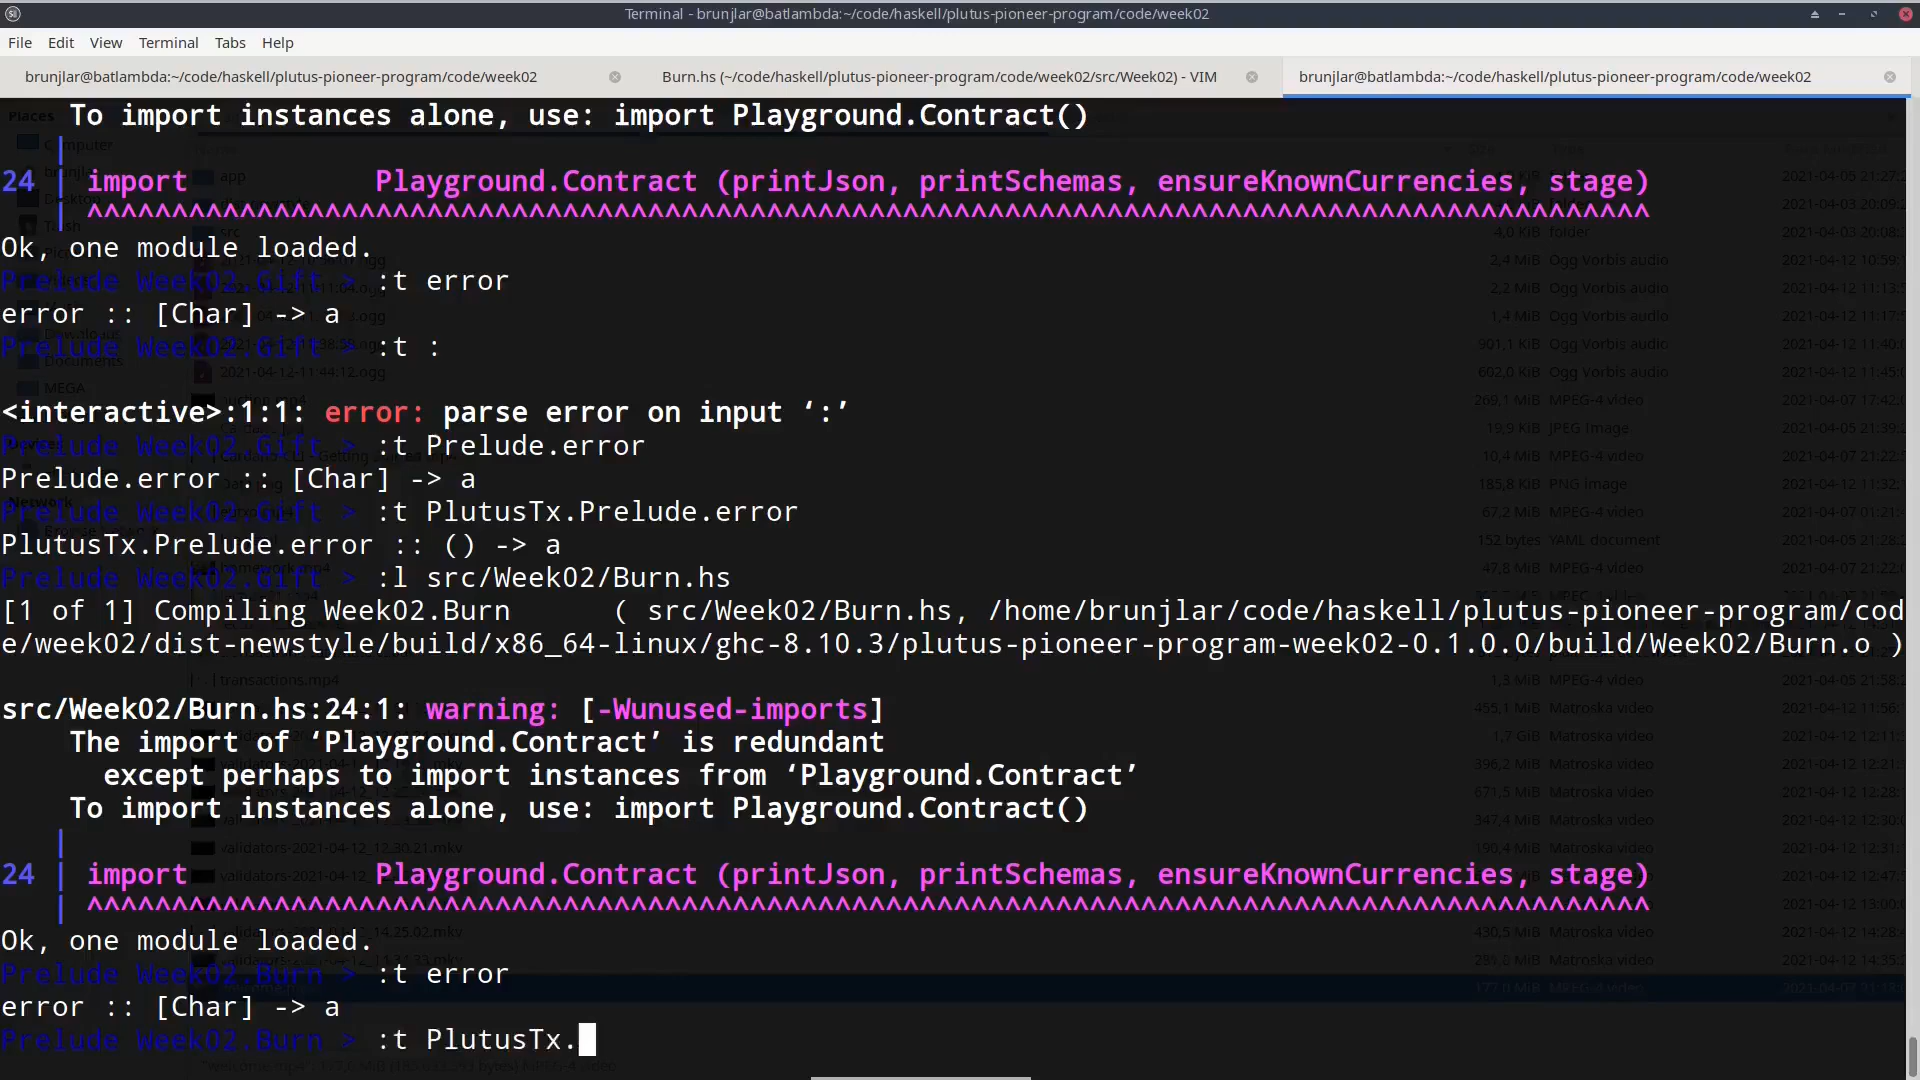 Terminal - brunjlar@batlambda:~/code/haskell/plutus-pioneer-program/code/week02
File Edit View Terminal Tabs Help
brunjlar@batlambda:~/code/haskell/plutus-pioneer-program/code/week02
Burn.hs (~/code/haskell/plutus-pioneer-program/code/week02/src/Week02) - VIM
brunjlar@batlambda:~/code/haskell/plutus-pioneer-program/code/week02
To import instances alone, use: import Playground.Contract()
|
24 | import Playground.Contract (printJson, printSchemas, ensureKnownCurrencies, stage)
| ^^^^^^^^^^^^^^^^^^^^^^^^^^^^^^^^^^^^^^^^^^^^^^^^^^^^^^^^^^^^^^^^^^^^^^^^^^^^^^^^^^^^^^^^^^^^
Ok, one module loaded.
Prelude Week02.Gift > :t error
error :: [Char] -> a
Prelude Week02.Gift > :t :
<interactive>:1:1: error: parse error on input ‘:’
Prelude Week02.Gift > :t Prelude.error
Prelude.error :: [Char] -> a
Prelude Week02.Gift > :t PlutusTx.Prelude.error
PlutusTx.Prelude.error :: () -> a
Prelude Week02.Gift > :l src/Week02/Burn.hs
[1 of 1] Compiling Week02.Burn ( src/Week02/Burn.hs, /home/brunjlar/code/haskell/plutus-pioneer-program/cod
e/week02/dist-newstyle/build/x86_64-linux/ghc-8.10.3/plutus-pioneer-program-week02-0.1.0.0/build/Week02/Burn.o )
src/Week02/Burn.hs:24:1: warning: [-Wunused-imports]
The import of ‘Playground.Contract’ is redundant
except perhaps to import instances from ‘Playground.Contract’
To import instances alone, use: import Playground.Contract()
|
24 | import Playground.Contract (printJson, printSchemas, ensureKnownCurrencies, stage)
| ^^^^^^^^^^^^^^^^^^^^^^^^^^^^^^^^^^^^^^^^^^^^^^^^^^^^^^^^^^^^^^^^^^^^^^^^^^^^^^^^^^^^^^^^^^^^
Ok, one module loaded.
Prelude Week02.Burn > :t error
error :: [Char] -> a
Prelude Week02.Burn > :t PlutusTx.